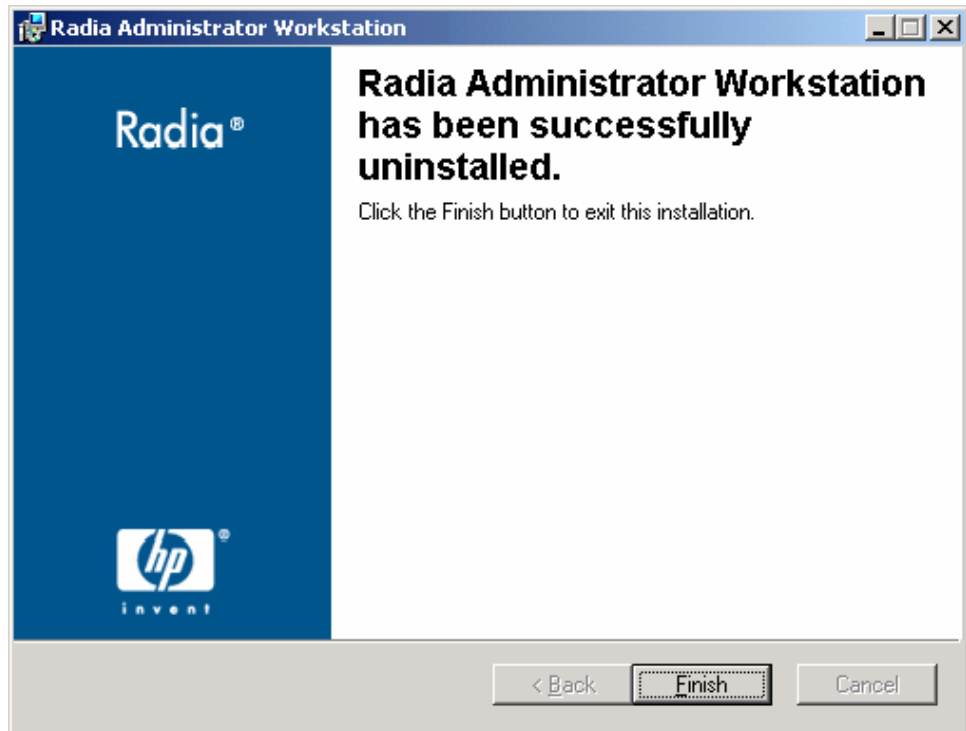 Radia Administrator Workstation
Radia®
Radia Administrator Workstation
has been successfully
uninstalled.
Click the Finish button to exit this installation.
hp®
invent
< Back
Finish
Cancel